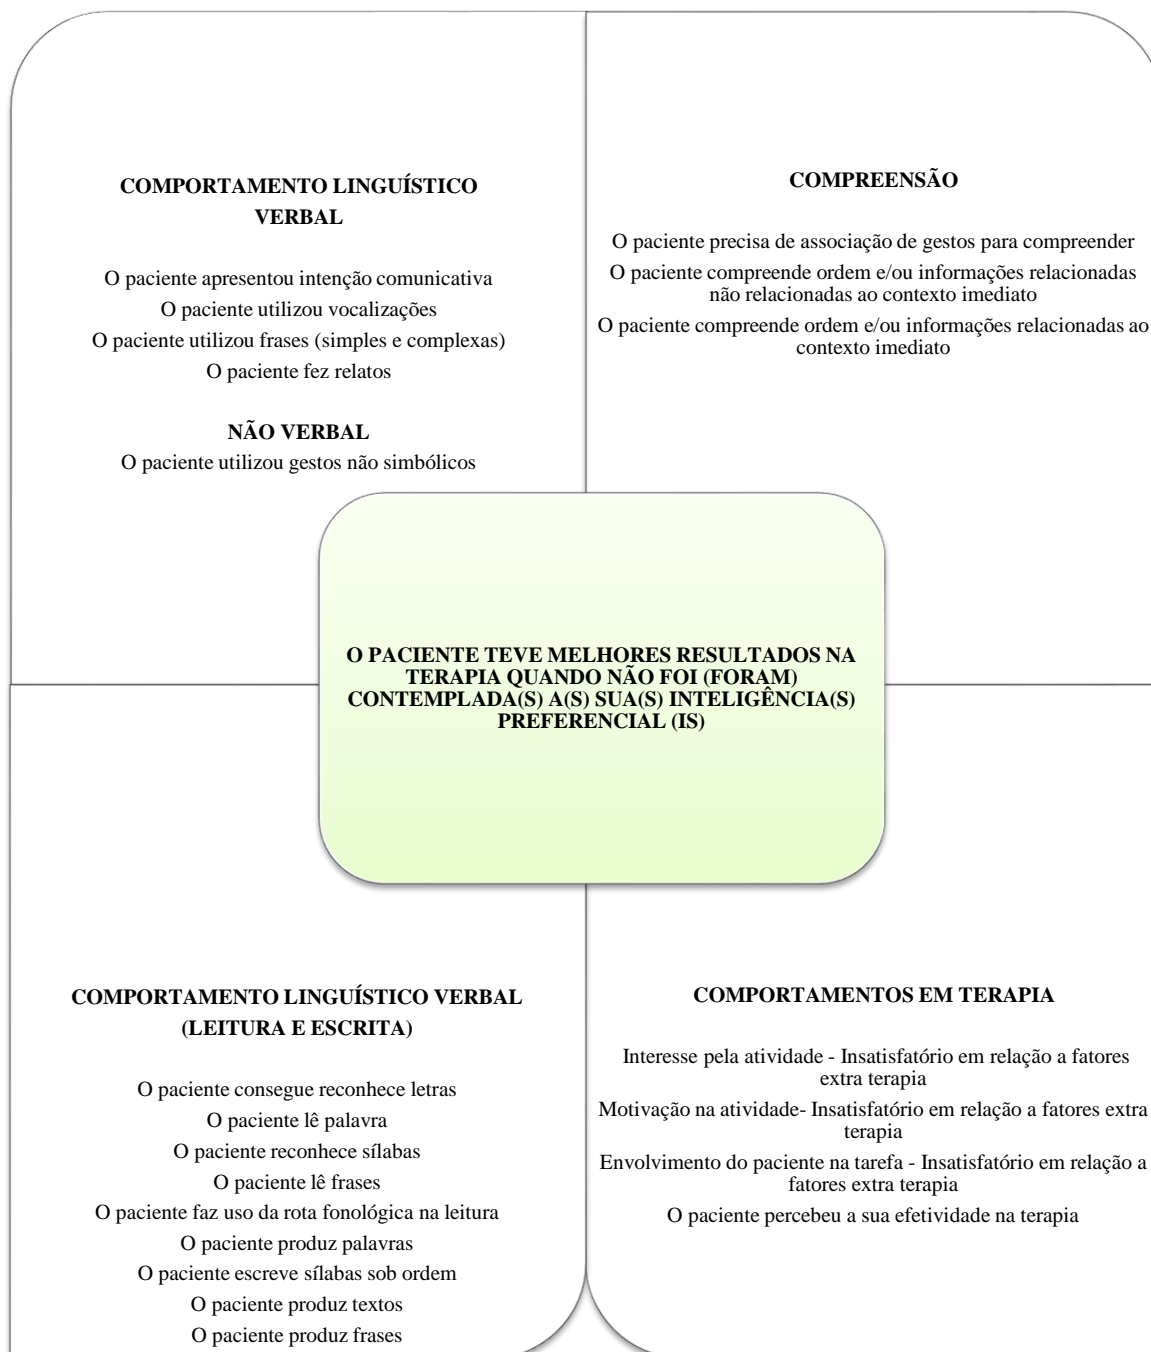 COMPORTAMENTO LINGUÍSTICO
VERBAL
O paciente apresentou intenção comunicativa
O paciente utilizou vocalizações
O paciente utilizou frases (simples e complexas)
O paciente fez relatos
NÃO VERBAL
O paciente utilizou gestos não simbólicos
COMPREENSÃO
O paciente precisa de associação de gestos para compreender
O paciente compreende ordem e/ou informações relacionadas
não relacionadas ao contexto imediato
O paciente compreende ordem e/ou informações relacionadas ao
contexto imediato
O PACIENTE TEVE MELHORES RESULTADOS NA
TERAPIA QUANDO NÃO FOI (FORAM)
CONTEMPLADA(S) A(S) SUA(S) INTELIGÊNCIA(S)
PREFERENCIAL (IS)
COMPORTAMENTO LINGUÍSTICO VERBAL
(LEITURA E ESCRITA)
O paciente consegue reconhece letras
O paciente lê palavra
O paciente reconhece sílabas
O paciente lê frases
O paciente faz uso da rota fonológica na leitura
O paciente produz palavras
O paciente escreve sílabas sob ordem
O paciente produz textos
O paciente produz frases
COMPORTAMENTOS EM TERAPIA
Interesse pela atividade - Insatisfatório em relação a fatores
extra terapia
Motivação na atividade- Insatisfatório em relação a fatores extra
terapia
Envolvimento do paciente na tarefa - Insatisfatório em relação a
fatores extra terapia
O paciente percebeu a sua efetividade na terapia